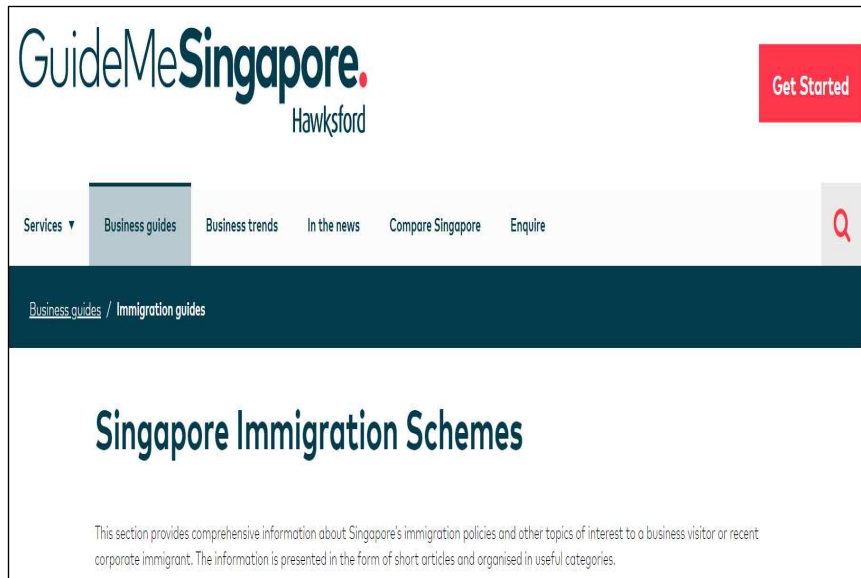 GuideMeSingapore.
Hawksford
Get Started
Services ▼ Business guides Business trends In the news Compare Singapore Enquire
Business guides / Immigration guides
Singapore Immigration Schemes
This section provides comprehensive information about Singapore's immigration policies and other topics of interest to a business visitor or recent
corporate immigrant. The information is presented in the form of short articles and organised in useful categories.